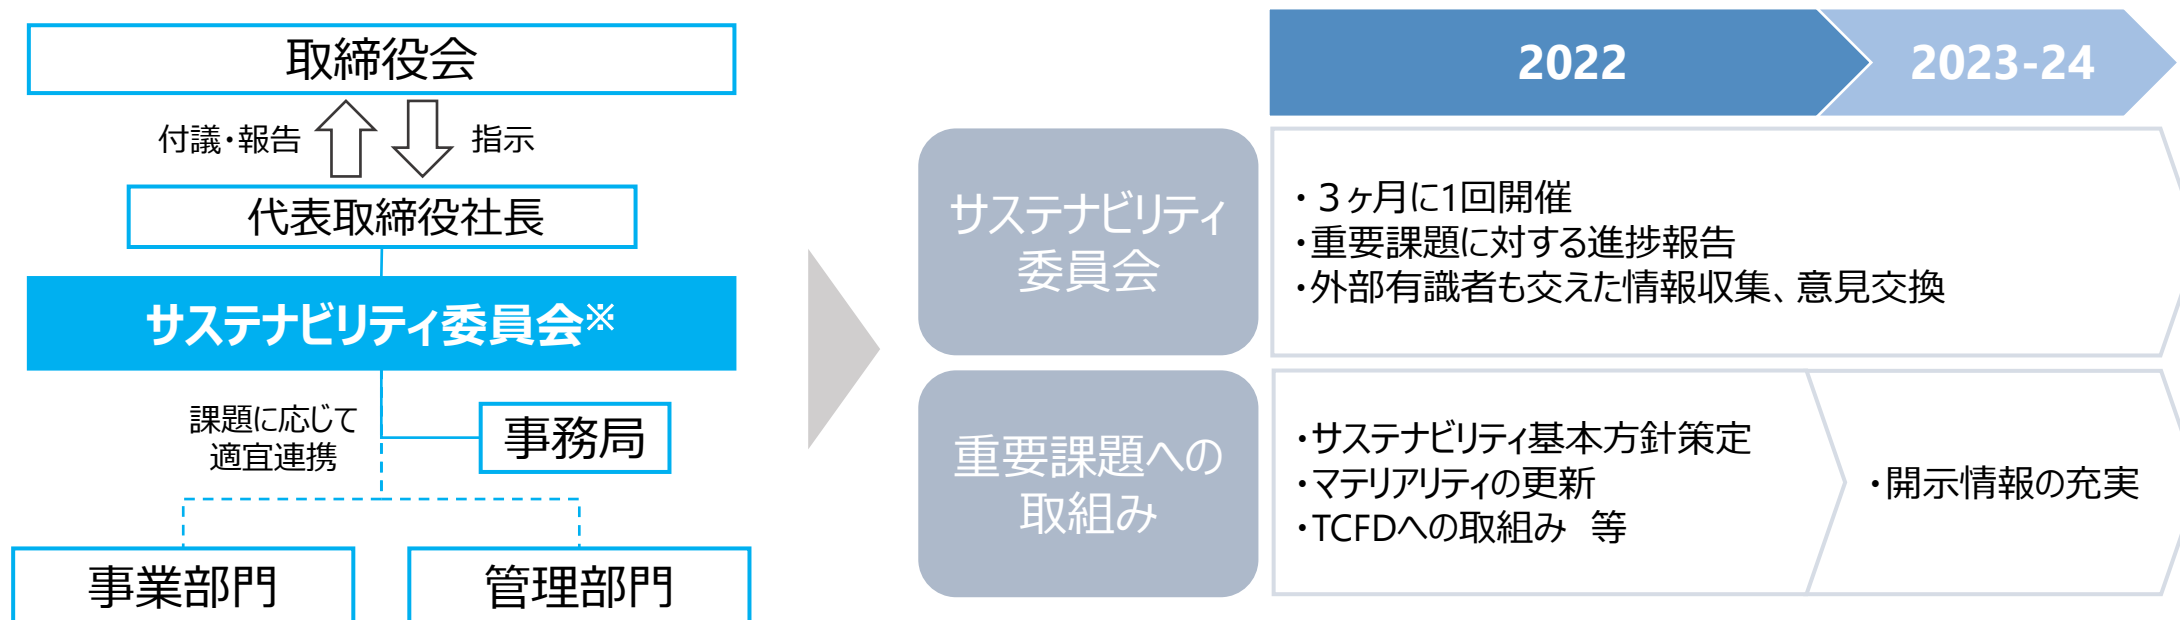 取締役会
付議・報告
指示
代表取締役社長
サステナビリティ委員会※
課題に応じて
適宜連携
事務局
事業部門
管理部門
2022
2023-24
サステナビリティ
委員会
・３ヶ月に1回開催
・重要課題に対する進捗報告
・外部有識者も交えた情報収集、意見交換
重要課題への
取組み
・サステナビリティ基本方針策定
・マテリアリティの更新
・TCFDへの取組み　等
・開示情報の充実